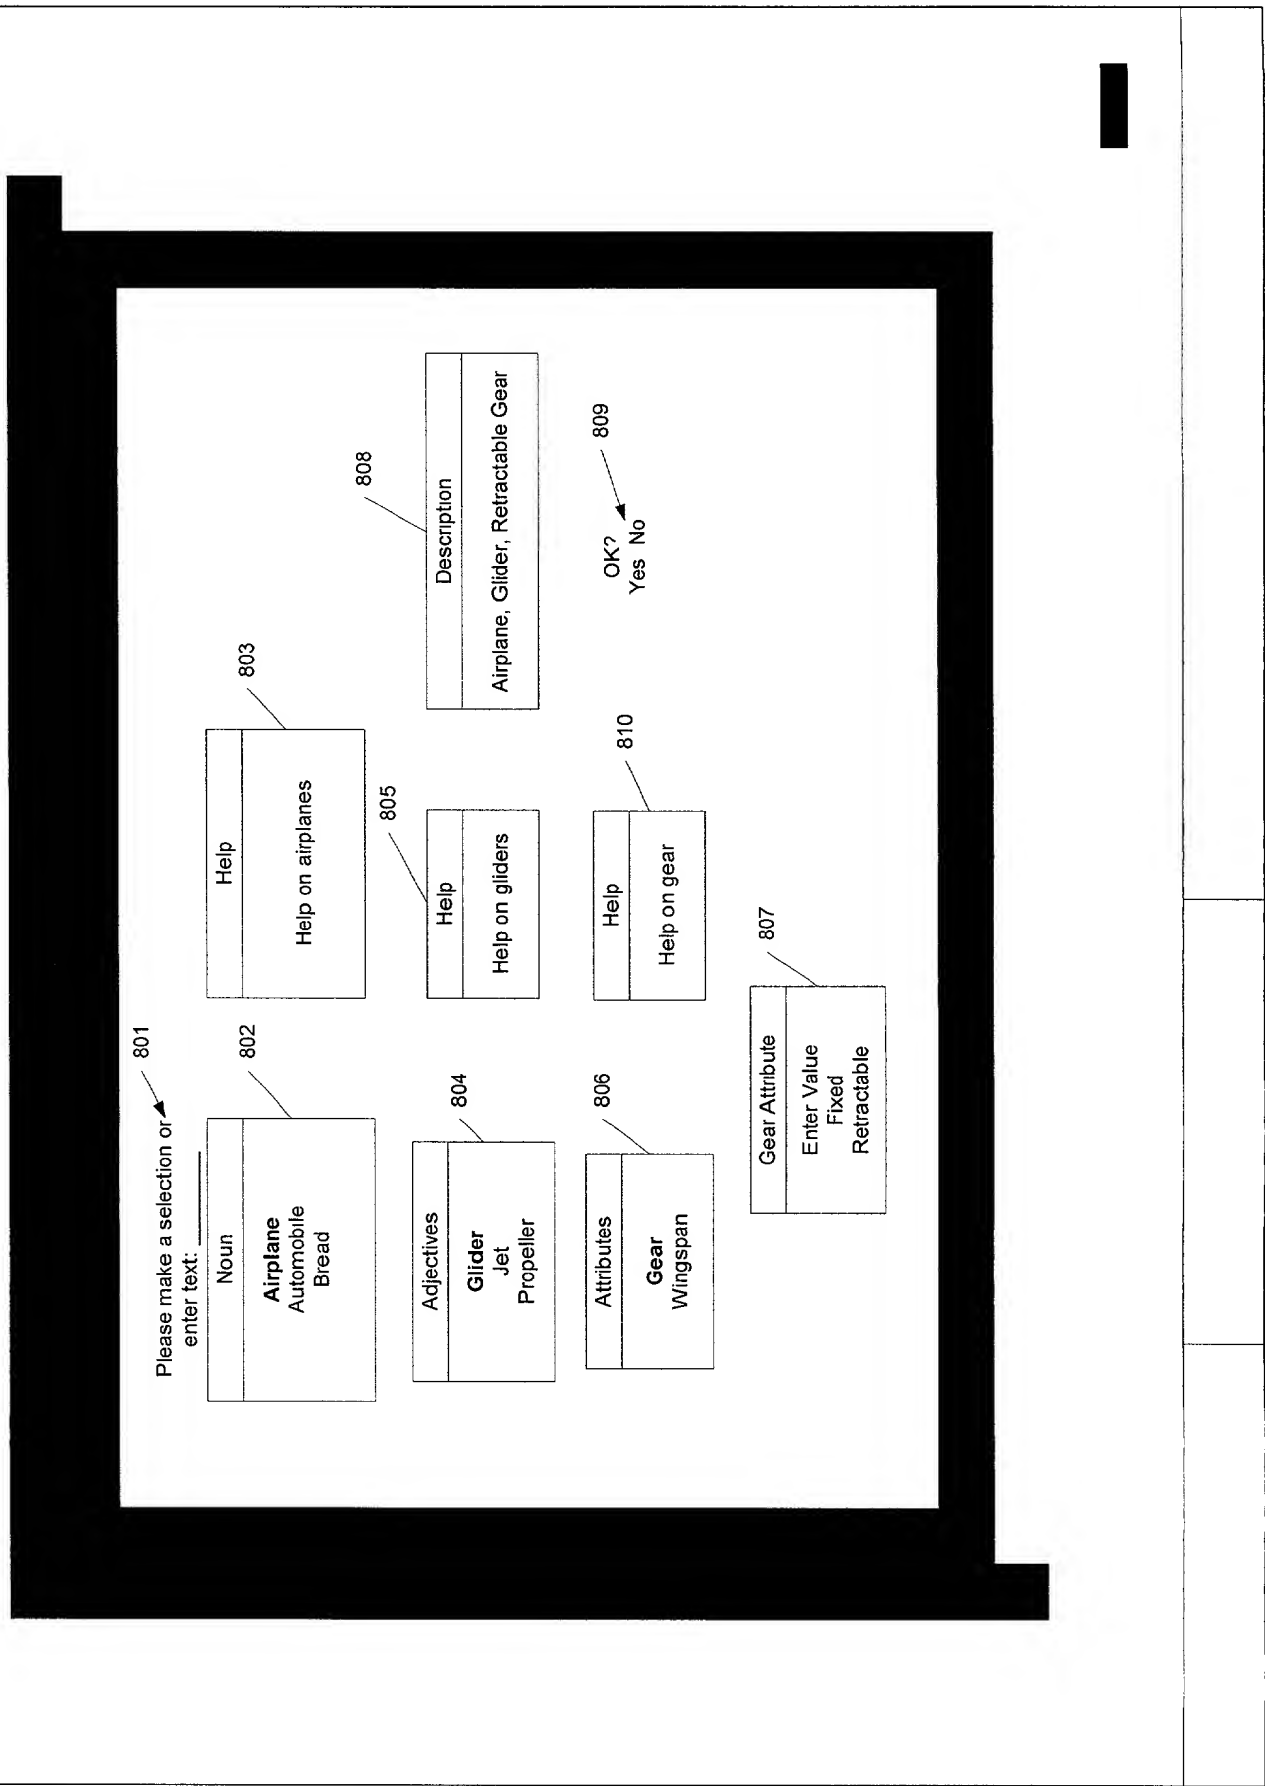 Please make a selection or
enter text:
801
Noun
Airplane
Automobile
Bread
802
Help
Help on airplanes
803
Adjectives
Glider
Jet
Propeller
804
Help
Help on gliders
805
Description
Airplane, Glider, Retractable Gear
808
Attributes
Gear
Wingspan
806
Help
Help on gear
810
OK?
Yes No
809
Gear Attribute
Enter Value
Fixed
Retractable
807